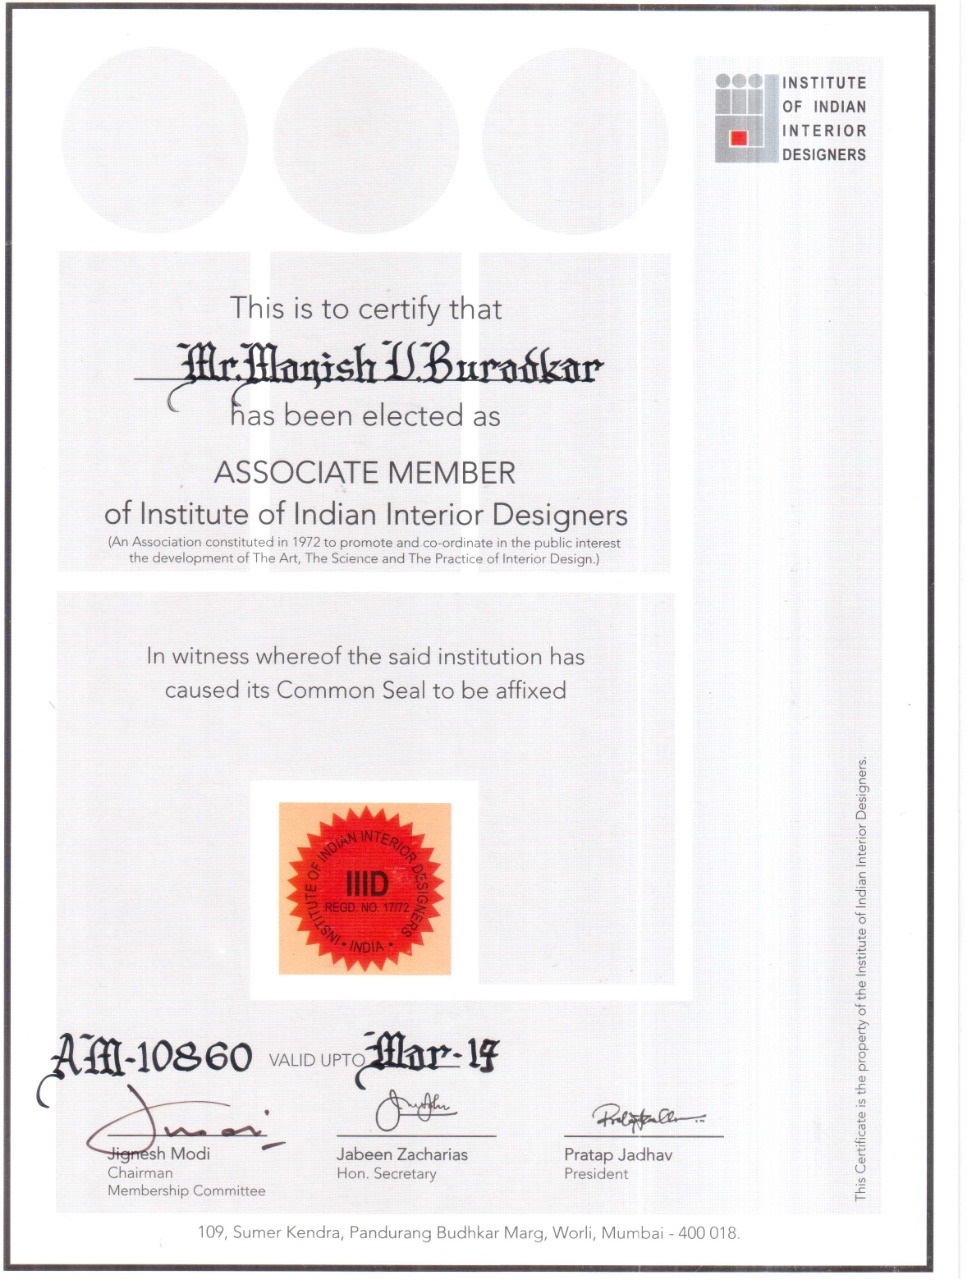 INSTITUTE
OF INDIAN
INTERIOR
DESIGNERS
This is to certify that
Mr.Manish V.Buradkar
has been elected as
ASSOCIATE MEMBER
of Institute of Indian Interior Designers
(An Association constituted in 1972 to promote and co-ordinate in the public interest
the development of The Art, The Science and The Practice of Interior Design.)
In witness whereof the said institution has
caused its Common Seal to be affixed
INSTITUTE OF INDIAN INTERIOR DESIGNERS
IIID
REGD. NO. 17/72
• INDIA •
AM-10860 VALID UPTO Mar-
Jignesh Modi
Chairman
Membership Committee
Jabeen Zacharias
Hon. Secretary
Pratap Jadhav
President
This Certificate is the property of the Institute of Indian Interior Designers.
109, Sumer Kendra, Pandurang Budhkar Marg, Worli, Mumbai - 400 018.